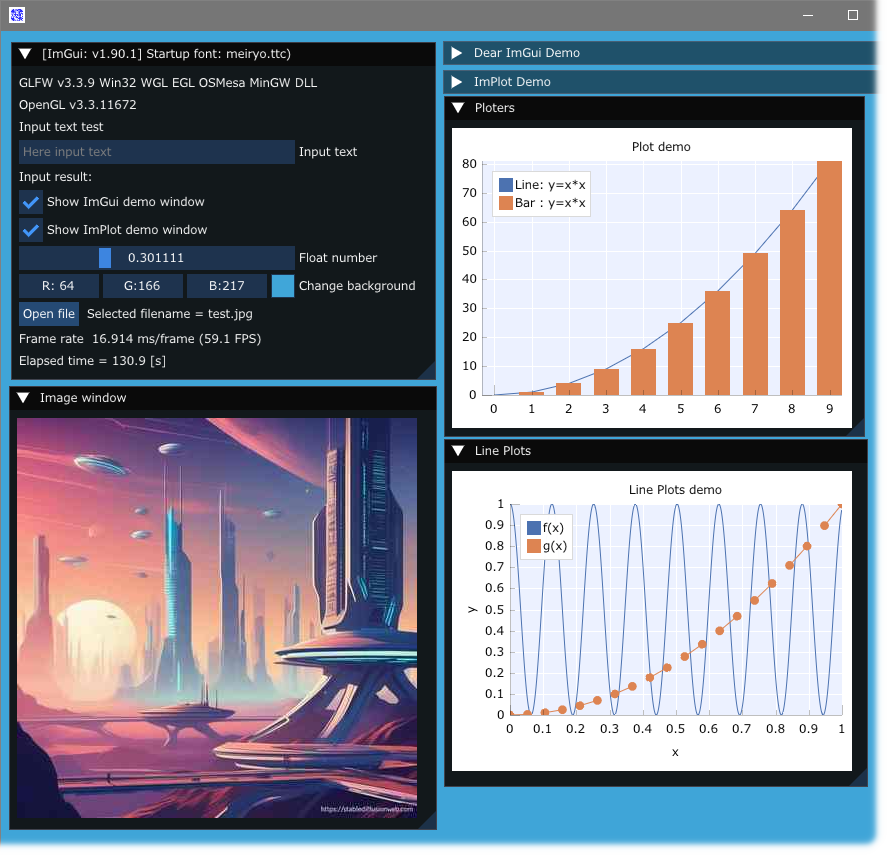 [ImGui: v1.90.1] Startup font: meiryo.ttc)
GLFW v3.3.9 Win32 WGL EGL OSMesa MinGW DLL
OpenGL v3.3.11672
Input text test
Here input text Input text
Input result:
Show ImGui demo window
Show ImPlot demo window
0.301111 Float number
R: 64 G:166 B:217 Change background
Open file Selected filename = test.jpg
Frame rate 16.914 ms/frame (59.1 FPS)
Elapsed time = 130.9 [s]
Image window
https://stablediffusionweb.com
Dear ImGui Demo
ImPlot Demo
Ploters
Plot demo
Line: y=x*x
Bar : y=x*x
80
70
60
50
40
30
20
10
0
0 1 2 3 4 5 6 7 8 9
Line Plots
Line Plots demo
f(x)
g(x)
1
0.9
0.8
0.7
0.6
0.5
0.4
0.3
0.2
0.1
0
y
0 0.1 0.2 0.3 0.4 0.5 0.6 0.7 0.8 0.9 1
x